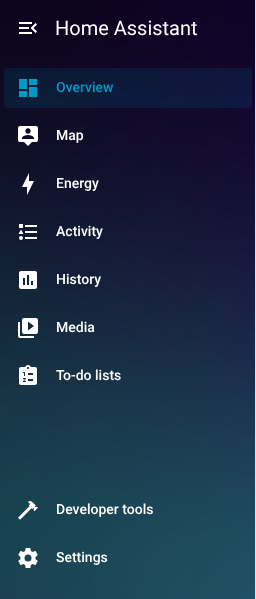 Home Assistant
Overview
Map
Energy
Activity
History
Media
To-do lists
Developer tools
Settings